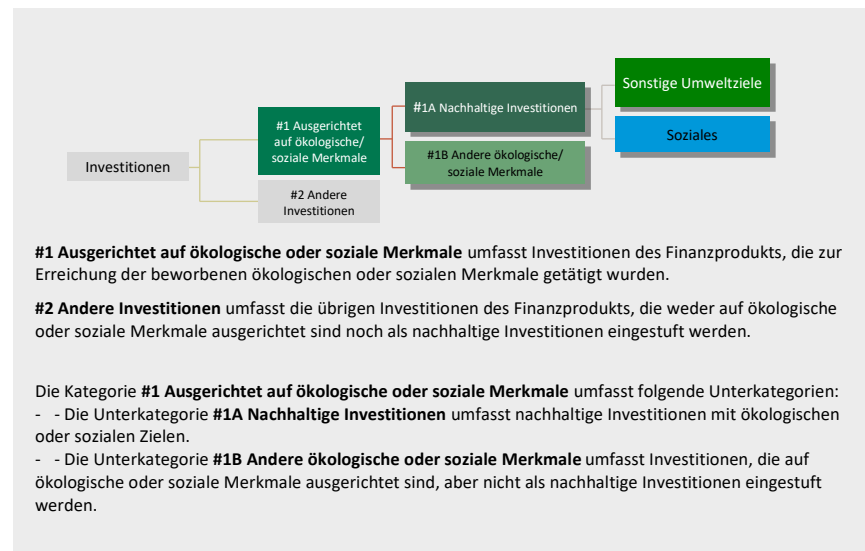 Sonstige Umweltziele
#1A Nachhaltige Investitionen
#1 Ausgerichtet
auf ökologische/
soziale Merkmale
Soziales
#1B Andere ökologische/
soziale Merkmale
Investitionen
#2 Andere
Investitionen
#1 Ausgerichtet auf ökologische oder soziale Merkmale umfasst Investitionen des Finanzprodukts, die zur
Erreichung der beworbenen ökologischen oder sozialen Merkmale getätigt wurden.
#2 Andere Investitionen umfasst die übrigen Investitionen des Finanzprodukts, die weder auf ökologische
oder soziale Merkmale ausgerichtet sind noch als nachhaltige Investitionen eingestuft werden.
Die Kategorie #1 Ausgerichtet auf ökologische oder soziale Merkmale umfasst folgende Unterkategorien:
- - Die Unterkategorie #1A Nachhaltige Investitionen umfasst nachhaltige Investitionen mit ökologischen
oder sozialen Zielen.
- - Die Unterkategorie #1B Andere ökologische oder soziale Merkmale umfasst Investitionen, die auf
ökologische oder soziale Merkmale ausgerichtet sind, aber nicht als nachhaltige Investitionen eingestuft
werden.